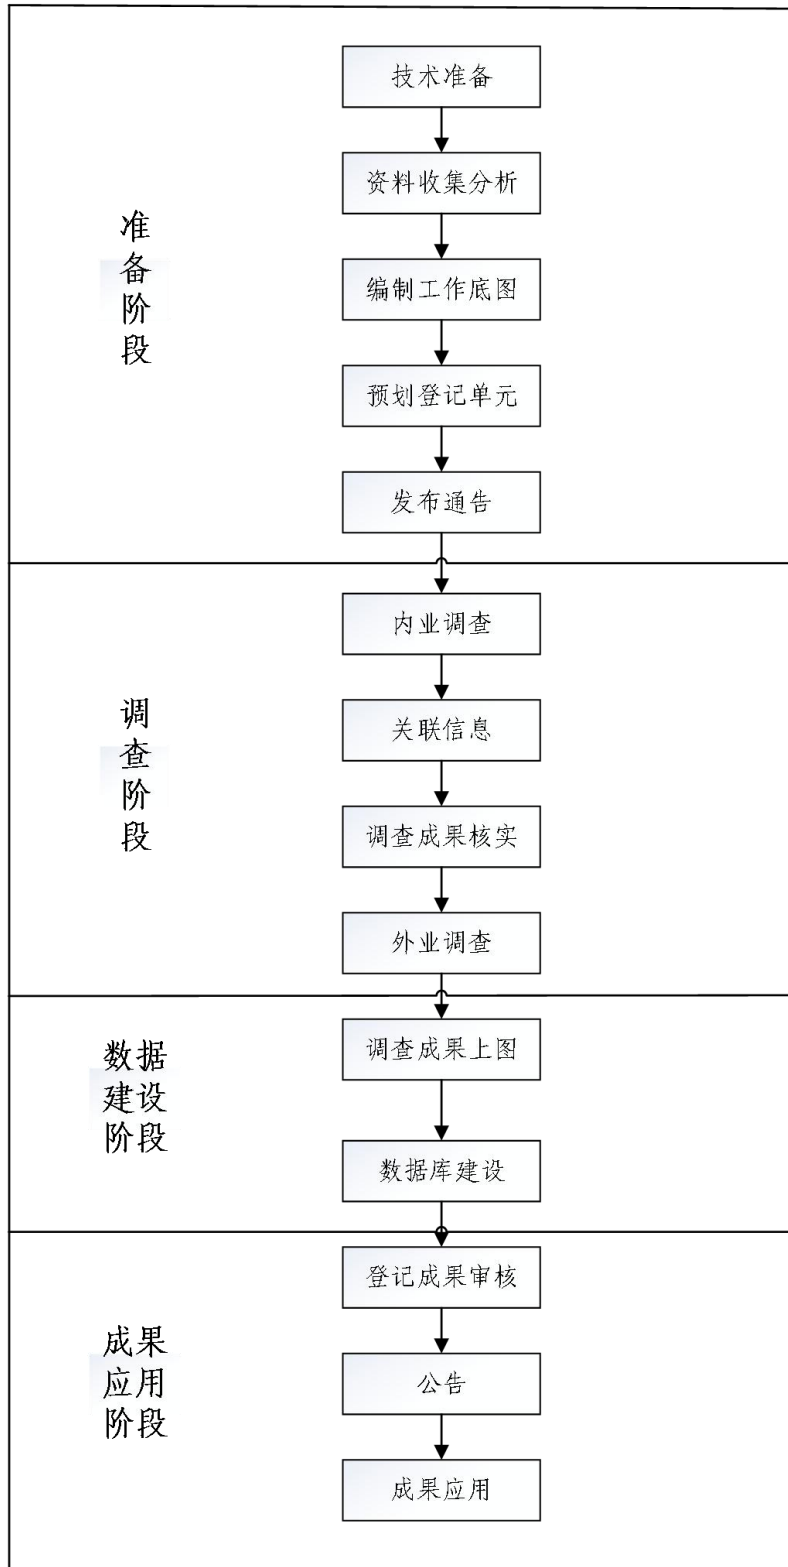 技术准备
资料收集分析
准
备
阶
段
编制工作底图
预划登记单元
发布通告
内业调查
调
查
阶
段
关联信息
调查成果核实
外业调查
数据
建设
阶段
调查成果上图
数据库建设
登记成果审核
成果
应用
阶段
公告
成果应用